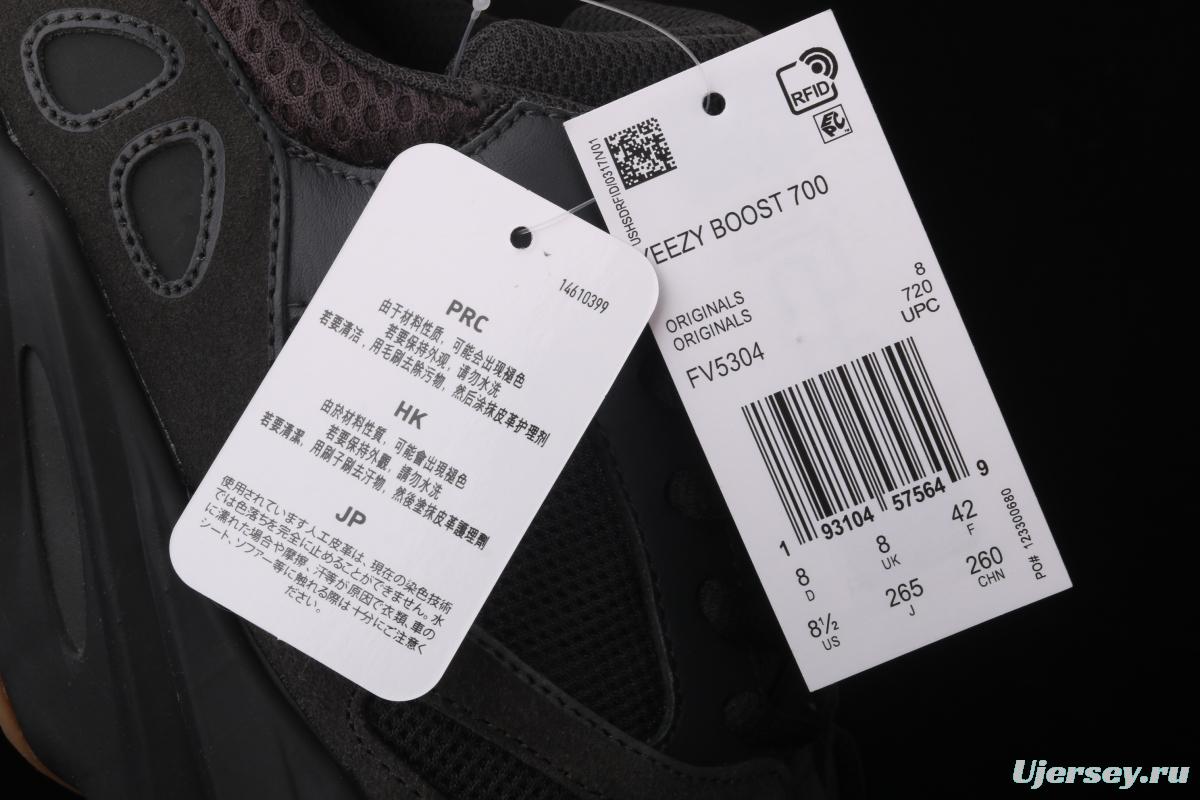 PRC
14610399
由于材料性质，可能会出现褪色
若要保持外观，请勿水洗
若要清洁，用毛刷去除污物，然后涂抹皮革护理剂
HK
由於材料性質，可能會出現褪色
若要保持外觀，請勿水洗
若要清潔，用刷子刷去汙物，然後塗抹皮革護理劑
JP
使用されています人工皮革は、現在の染色技術
では色落ちを完全に止めることができません。水
に濡れた場合や摩擦、汗等が原因で衣類、車の
シート、ソファー等に触れる際は十分にご注意く
ださい。
RFID
EPC
USHSDRFID/0317/V01
YEEZY BOOST 700
ORIGINALS
ORIGINALS
FV5304
8
720
UPC
1 93104 57564 9
8
D
8
UK
42
F
8½
US
265
J
260
CHN
PO# 123300680
Ujersey.ru